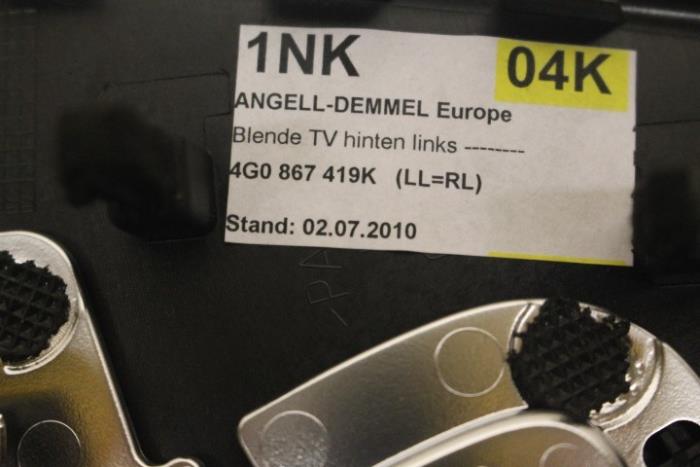 1NK 04K
ANGELL-DEMMEL Europe
Blende TV hinten links --------
4G0 867 419K (LL=RL)
Stand: 02.07.2010